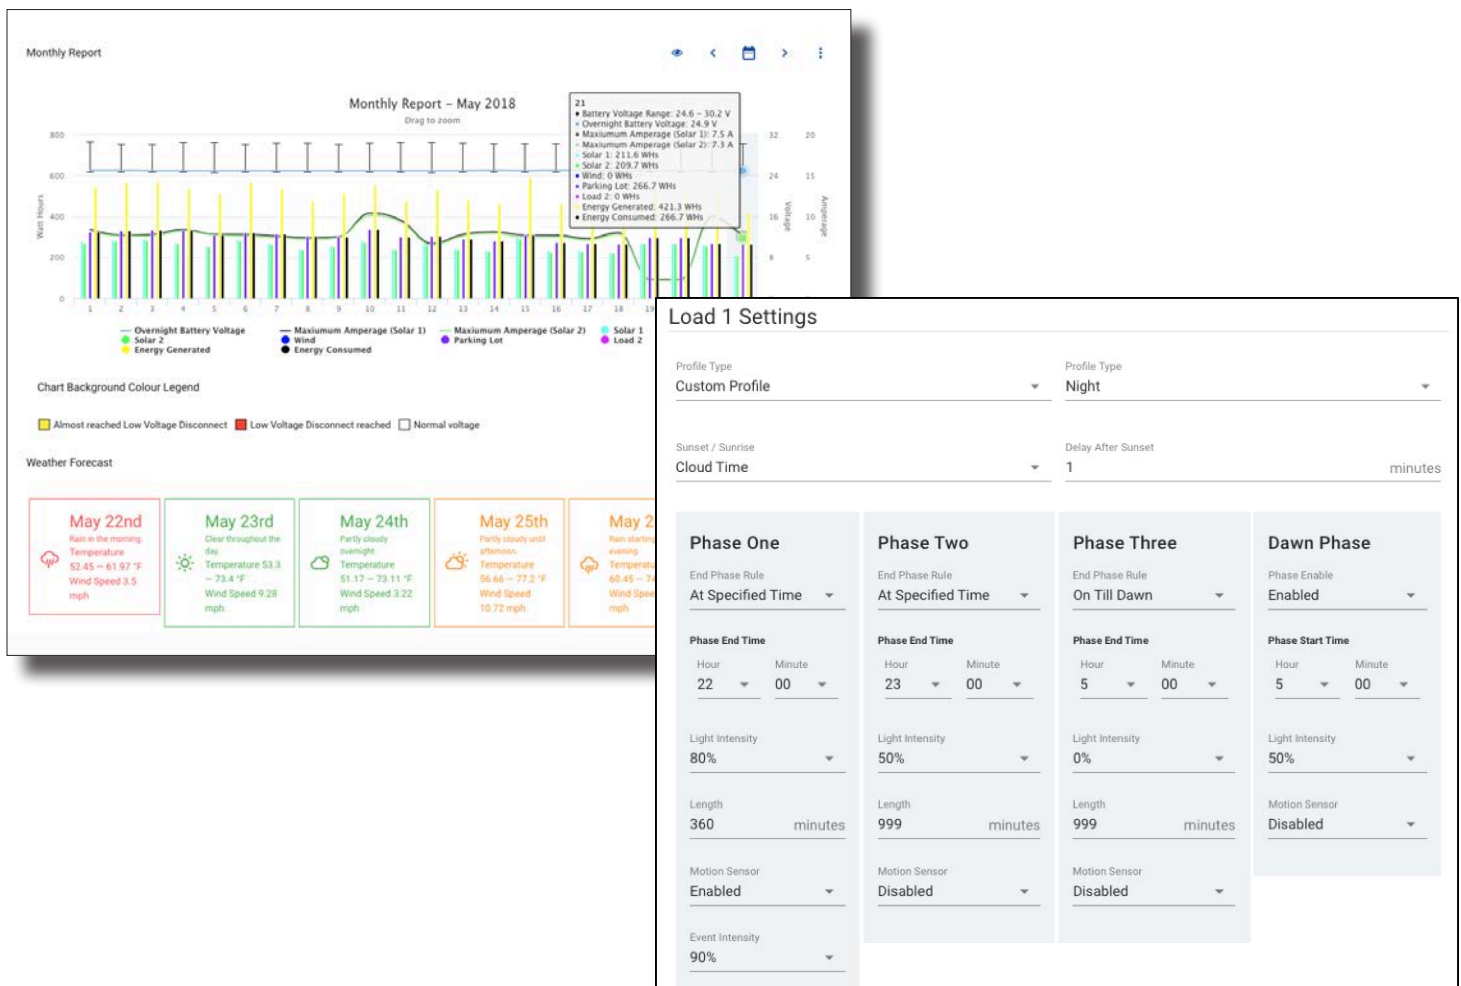 Monthly Report
Monthly Report – May 2018
Drag to zoom
21
• Battery Voltage Range: 24.6 – 30.2 V
• Overnight Battery Voltage: 24.9 V
• Maxiumum Amperage (Solar 1): 7.5 A
• Maxiumum Amperage (Solar 2): 7.3 A
• Solar 1: 211.6 WHs
• Solar 2: 209.7 WHs
• Wind: 0 WHs
• Parking Lot: 266.7 WHs
• Load 2: 0 WHs
• Energy Generated: 421.3 WHs
• Energy Consumed: 266.7 WHs
800 32 20
600 24 15
400 16 10
200 8 5
0
Watt Hours
Voltage
Amperage
1 2 3 4 5 6 7 8 9 10 11 12 13 14 15 16 17 18 19
Overnight Battery Voltage Maxiumum Amperage (Solar 1) Maxiumum Amperage (Solar 2) Solar 1
Solar 2 Wind Parking Lot Load 2
Energy Generated Energy Consumed
Chart Background Colour Legend
Almost reached Low Voltage Disconnect Low Voltage Disconnect reached Normal voltage
Weather Forecast
May 22nd
Rain in the morning.
Temperature
52.45 – 61.97 °F
Wind Speed 3.5
mph
May 23rd
Clear throughout the
day.
Temperature 53.3
– 73.4 °F
Wind Speed 9.28
mph
May 24th
Partly cloudy
overnight.
Temperature
51.17 – 73.11 °F
Wind Speed 3.22
mph
May 25th
Partly cloudy until
afternoon.
Temperature
56.66 – 77.2 °F
Wind Speed
10.72 mph
May 2
Rain starting
evening.
60.45 – 74
mph
Load 1 Settings
Profile Type
Custom Profile
Profile Type
Night
Sunset / Sunrise
Cloud Time
Delay After Sunset
1 minutes
Phase One
End Phase Rule
At Specified Time
Phase End Time
Hour Minute
22 00
Light Intensity
80%
Length
360 minutes
Motion Sensor
Enabled
Event Intensity
90%
Phase Two
End Phase Rule
At Specified Time
Phase End Time
Hour Minute
23 00
Light Intensity
50%
Length
999 minutes
Motion Sensor
Disabled
Phase Three
End Phase Rule
On Till Dawn
Phase End Time
Hour Minute
5 00
Light Intensity
0%
Length
999 minutes
Motion Sensor
Disabled
Dawn Phase
Phase Enable
Enabled
Phase Start Time
Hour Minute
5 00
Light Intensity
50%
Motion Sensor
Disabled